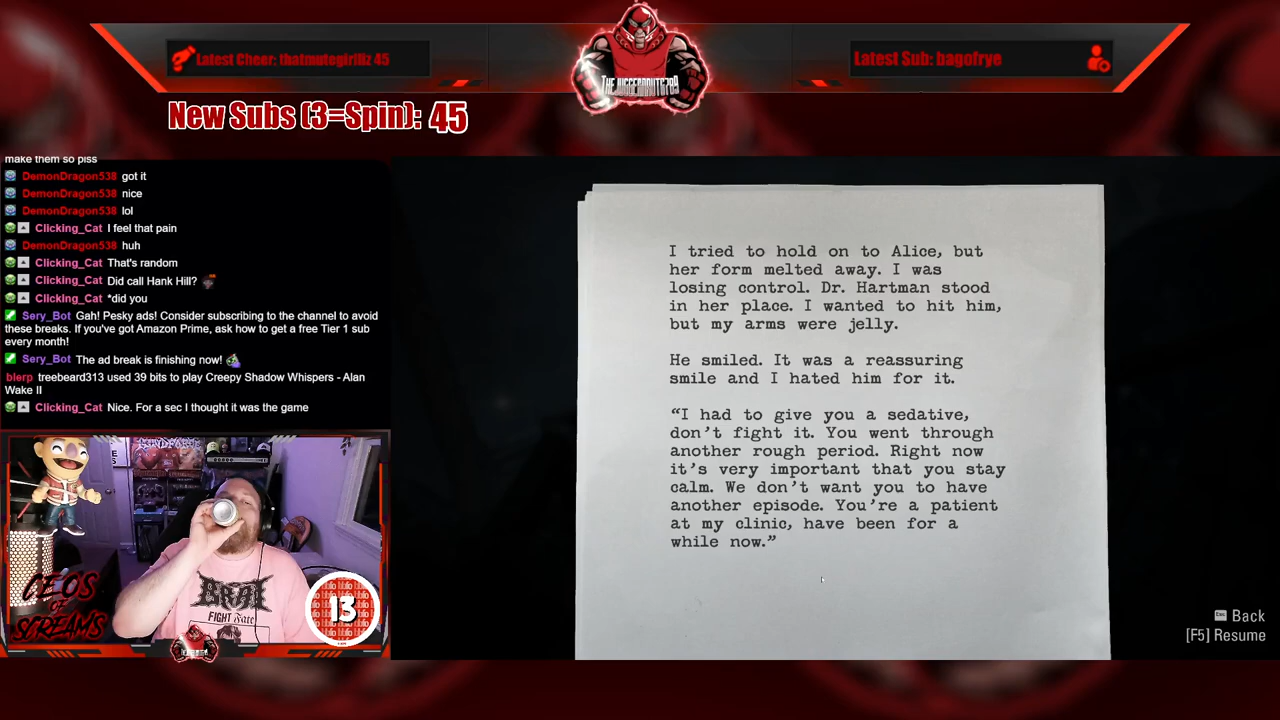 Latest Cheer: thatmutegirlliz 45
THEJUGGERNAUT6789
Latest Sub: bagofrye
New Subs (3=Spin): 45
make them so piss
DemonDragon538 got it
DemonDragon538 nice
DemonDragon538 lol
Clicking_Cat I feel that pain
DemonDragon538 huh
Clicking_Cat That's random
Clicking_Cat Did call Hank Hill?
Clicking_Cat *did you
Sery_Bot Gah! Pesky ads! Consider subscribing to the channel to avoid
these breaks. If you've got Amazon Prime, ask how to get a free Tier 1 sub
every month!
Sery_Bot The ad break is finishing now!
blerp treebeard313 used 39 bits to play Creepy Shadow Whispers - Alan
Wake II
Clicking_Cat Nice. For a sec I thought it was the game
I tried to hold on to Alice, but
her form melted away. I was
losing control. Dr. Hartman stood
in her place. I wanted to hit him,
but my arms were jelly.
He smiled. It was a reassuring
smile and I hated him for it.
“I had to give you a sedative,
don’t fight it. You went through
another rough period. Right now
it’s very important that you stay
calm. We don’t want you to have
another episode. You’re a patient
at my clinic, have been for a
while now.”
CEOS
OF
SCREAMS
FIGHT Fate
13
Esc Back
[F5] Resume